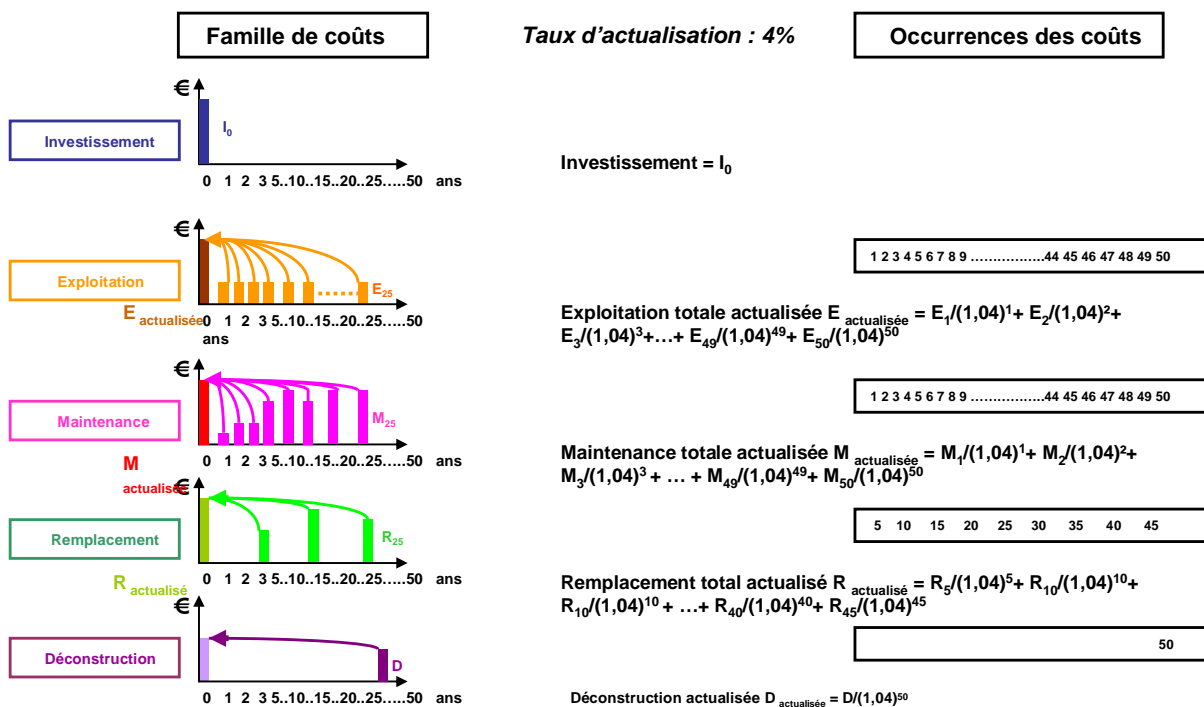 Famille de coûts
Taux d’actualisation : 4%
Occurrences des coûts
€
I0
Investissement
0 1 2 3 5..10..15..20..25…..50 ans
Investissement = I0
€
Exploitation
E25
E actualisée
0 1 2 3 5..10..15..20..25…..50
ans
1 2 3 4 5 6 7 8 9 ……………..44 45 46 47 48 49 50
Exploitation totale actualisée E actualisée = E1/(1,04)¹+ E2/(1,04)²+
E3/(1,04)³+…+ E49/(1,04)⁴⁹+ E50/(1,04)⁵⁰
€
Maintenance
M25
0 1 2 3 5..10..15..20..25…..50 ans
M
actualisée
1 2 3 4 5 6 7 8 9 ……………..44 45 46 47 48 49 50
Maintenance totale actualisée M actualisée = M1/(1,04)¹+ M2/(1,04)²+
M3/(1,04)³ + … + M49/(1,04)⁴⁹+ M50/(1,04)⁵⁰
€
Remplacement
R25
R actualisé
0 1 2 3 5..10..15..20..25…..50 ans
5 10 15 20 25 30 35 40 45
Remplacement total actualisé R actualisé = R5/(1,04)⁵+ R10/(1,04)¹⁰+
R10/(1,04)¹⁰ + …+ R40/(1,04)⁴⁰+ R45/(1,04)⁴⁵
€
Déconstruction
D
0 1 2 3 5..10..15..20..25…..50 ans
50
Déconstruction actualisée D actualisée = D/(1,04)⁵⁰